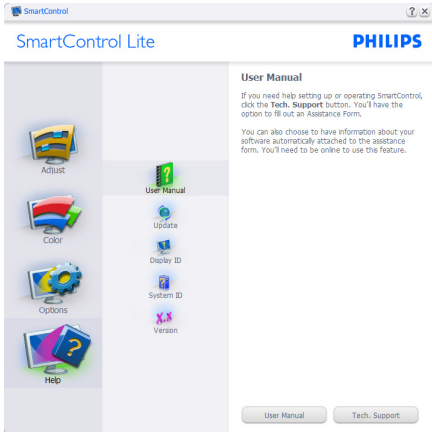 SmartControl
? ×
SmartControl Lite
PHILIPS
Adjust
Color
Options
Help
User Manual
Update
Display ID
System ID
X.X
Version
User Manual
If you need help setting up or operating SmartControl,
click the Tech. Support button. You'll have the
option to fill out an Assistance Form.
You can also choose to have information about your
software automatically attached to the assistance
form. You'll need to be online to use this feature.
User Manual
Tech. Support